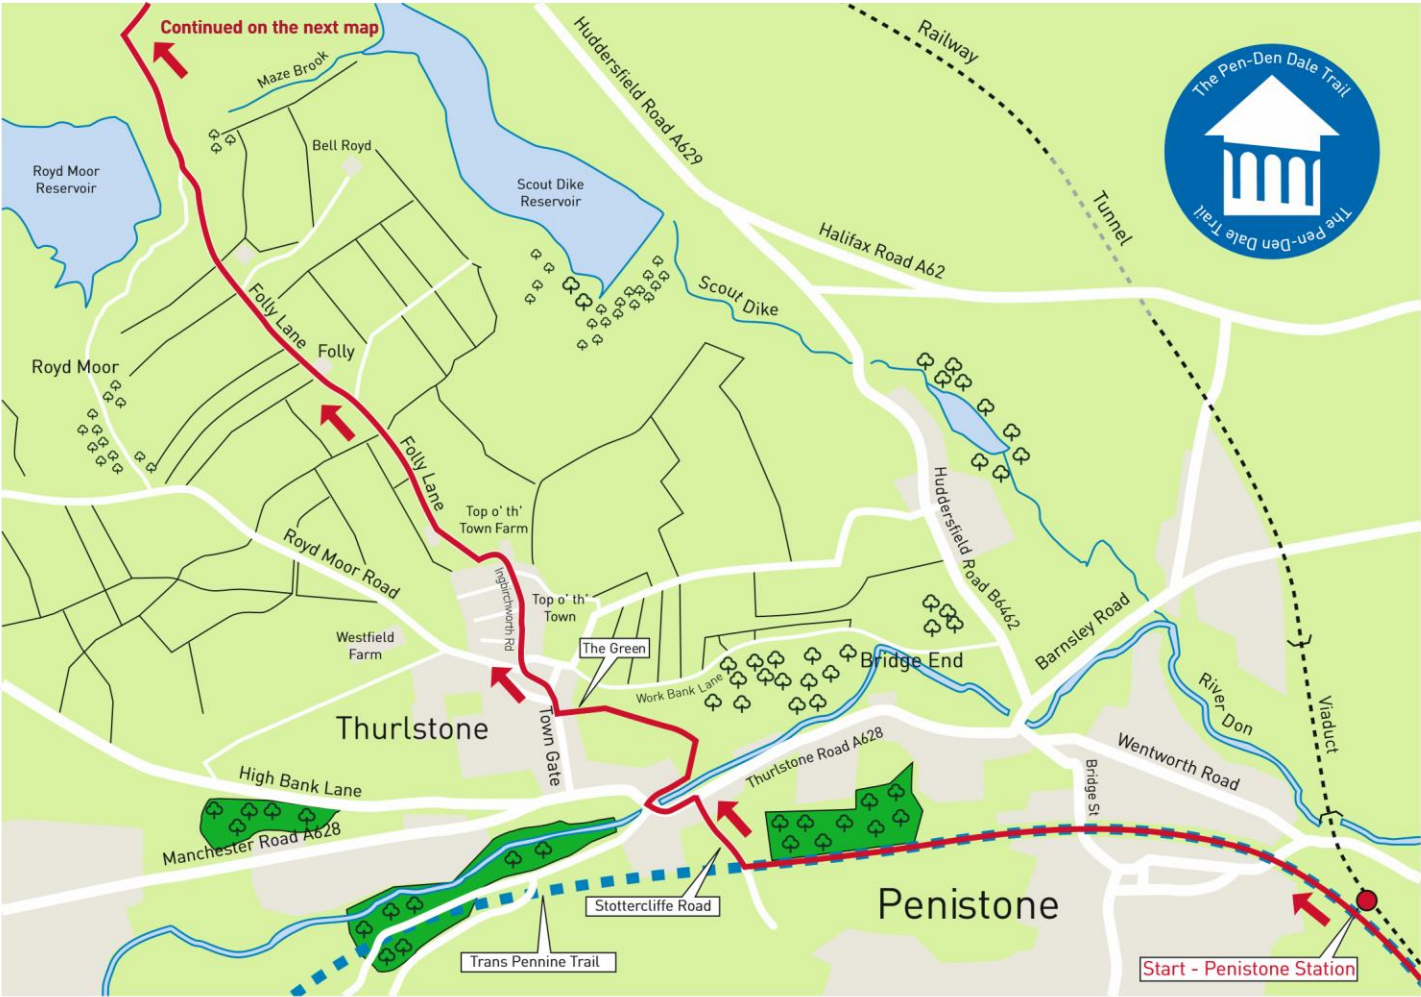 Continued on the next map
Maze Brook
Bell Royd
Royd Moor
Reservoir
Scout Dike
Reservoir
Huddersfield Road A629
Railway
Tunnel
The Pen-Den Dale Trail
The Pen-Den-Dale Trail
Halifax Road A62
Scout Dike
Folly Lane
Folly
Royd Moor
Folly Lane
Top o' th'
Town Farm
Royd Moor Road
Ingbirchworth Rd
Top o' th'
Town
Huddersfield Road B6462
Barnsley Road
Westfield
Farm
The Green
Work Bank Lane
Bridge End
River Don
Viaduct
Thurlstone
Town Gate
Thurlstone Road A628
Wentworth Road
Bridge St
High Bank Lane
Manchester Road A628
Stottercliffe Road
Penistone
Trans Pennine Trail
Start - Penistone Station